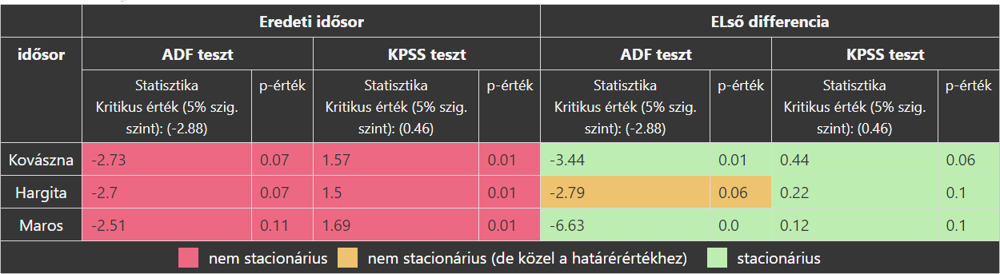 Eredeti idősor ELső differencia
idősor ADF teszt KPSS teszt ADF teszt KPSS teszt
Statisztika p-érték Statisztika p-érték Statisztika p-érték Statisztika p-érték
Kritikus érték (5% szig. Kritikus érték (5% szig. Kritikus érték (5% szig. Kritikus érték (5% szig.
szint): (-2.88) szint): (0.46) szint): (-2.88) szint): (0.46)
Kovászna -2.73 0.07 1.57 0.01 -3.44 0.01 0.44 0.06
Hargita -2.7 0.07 1.5 0.01 -2.79 0.06 0.22 0.1
Maros -2.51 0.11 1.69 0.01 -6.63 0.0 0.12 0.1
nem stacionárius nem stacionárius (de közel a határérértékhez) stacionárius